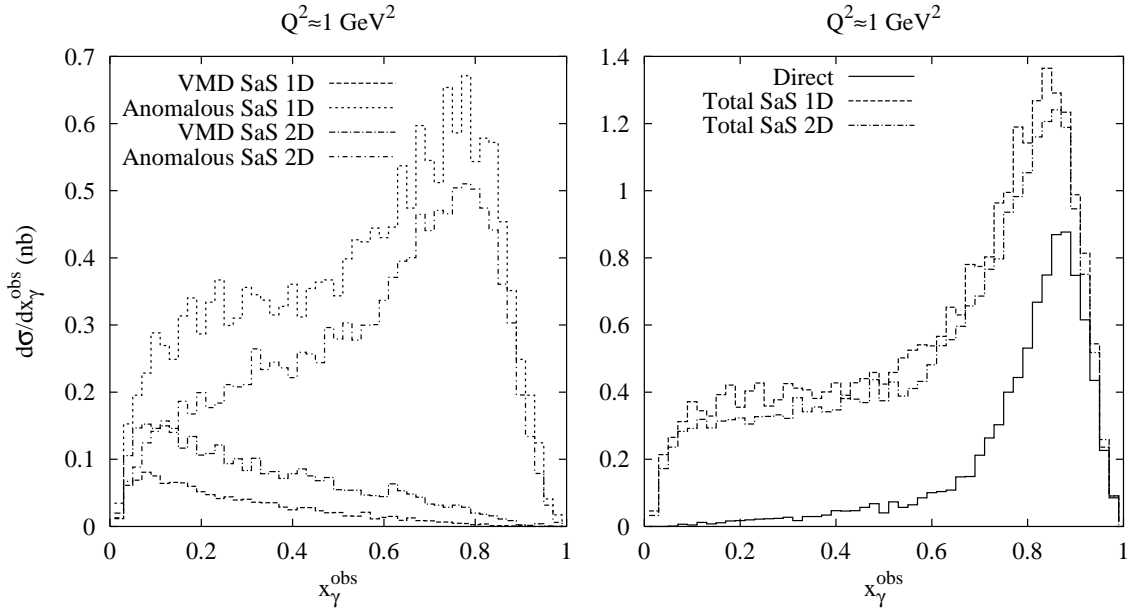 Q²≈1 GeV²
0.7
0.6
0.5
0.4
0.3
0.2
0.1
0
0 0.2 0.4 0.6 0.8 1
dσ/dxγ^obs (nb)
xγ^obs
VMD SaS 1D
Anomalous SaS 1D
VMD SaS 2D
Anomalous SaS 2D
Q²≈1 GeV²
1.4
1.2
1
0.8
0.6
0.4
0.2
0
0 0.2 0.4 0.6 0.8 1
xγ^obs
Direct
Total SaS 1D
Total SaS 2D